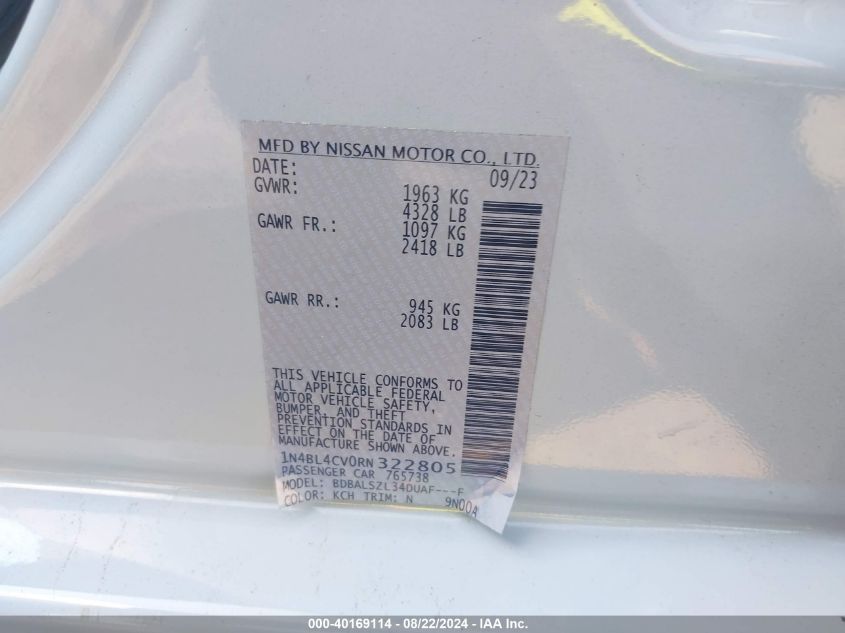 MFD BY NISSAN MOTOR CO., LTD.
DATE: 09/23
GVWR: 1963 KG
4328 LB
GAWR FR.: 1097 KG
2418 LB
GAWR RR.: 945 KG
2083 LB
THIS VEHICLE CONFORMS TO
ALL APPLICABLE FEDERAL
MOTOR VEHICLE SAFETY,
BUMPER, AND THEFT
PREVENTION STANDARDS IN
EFFECT ON THE DATE OF
MANUFACTURE SHOWN ABOVE.
1N4BL4CV0RN322805
PASSENGER CAR 765738
MODEL: BDBALSZL34DUAF---F
COLOR: KCH TRIM: N 9N00A
000-40169114 - 08/22/2024 - IAA Inc.